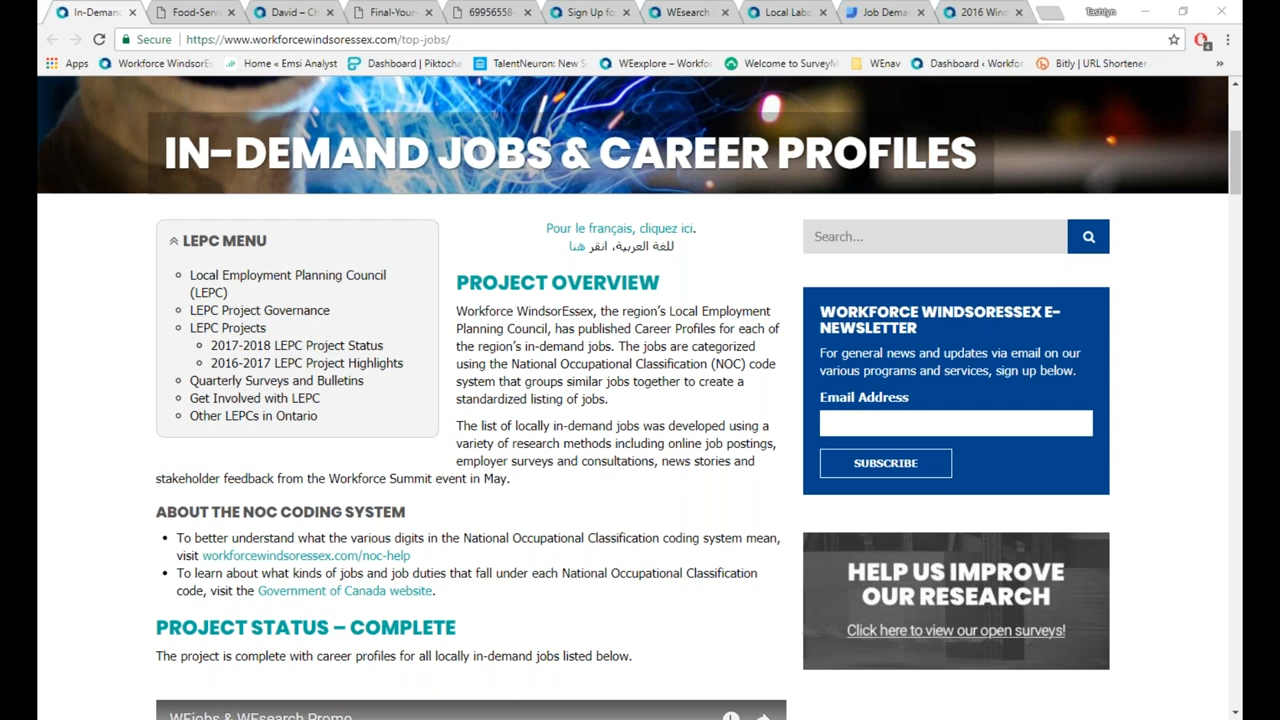 In-Demand
Food-Serv
David – Ch
Final-Your
69956558-
Sign Up fo
WEsearch
Local Lab
Job Dema
2016 Wind
Tashlyn
Secure
https://www.workforcewindsoressex.com/top-jobs/
4
Apps
Workforce WindsorEs
Home « Emsi Analyst
Dashboard | Piktocha
TalentNeuron: New S
WEexplore – Workfor
Welcome to SurveyM
WEnav
Dashboard ‹ Workfor
Bitly | URL Shortener
»
IN-DEMAND JOBS & CAREER PROFILES
LEPC MENU
Local Employment Planning Council
(LEPC)
LEPC Project Governance
LEPC Projects
2017-2018 LEPC Project Status
2016-2017 LEPC Project Highlights
Quarterly Surveys and Bulletins
Get Involved with LEPC
Other LEPCs in Ontario
Pour le français, cliquez ici.
للغة العربية، انقر هنا
PROJECT OVERVIEW
Workforce WindsorEssex, the region's Local Employment
Planning Council, has published Career Profiles for each of
the region's in-demand jobs. The jobs are categorized
using the National Occupational Classification (NOC) code
system that groups similar jobs together to create a
standardized listing of jobs.
The list of locally in-demand jobs was developed using a
variety of research methods including online job postings,
employer surveys and consultations, news stories and
stakeholder feedback from the Workforce Summit event in May.
ABOUT THE NOC CODING SYSTEM
• To better understand what the various digits in the National Occupational Classification coding system mean,
visit workforcewindsoressex.com/noc-help
• To learn about what kinds of jobs and job duties that fall under each National Occupational Classification
code, visit the Government of Canada website.
PROJECT STATUS – COMPLETE
The project is complete with career profiles for all locally in-demand jobs listed below.
WEjobs & WEsearch Promo
Search...
WORKFORCE WINDSORESSEX E-
NEWSLETTER
For general news and updates via email on our
various programs and services, sign up below.
Email Address
SUBSCRIBE
HELP US IMPROVE
OUR RESEARCH
Click here to view our open surveys!